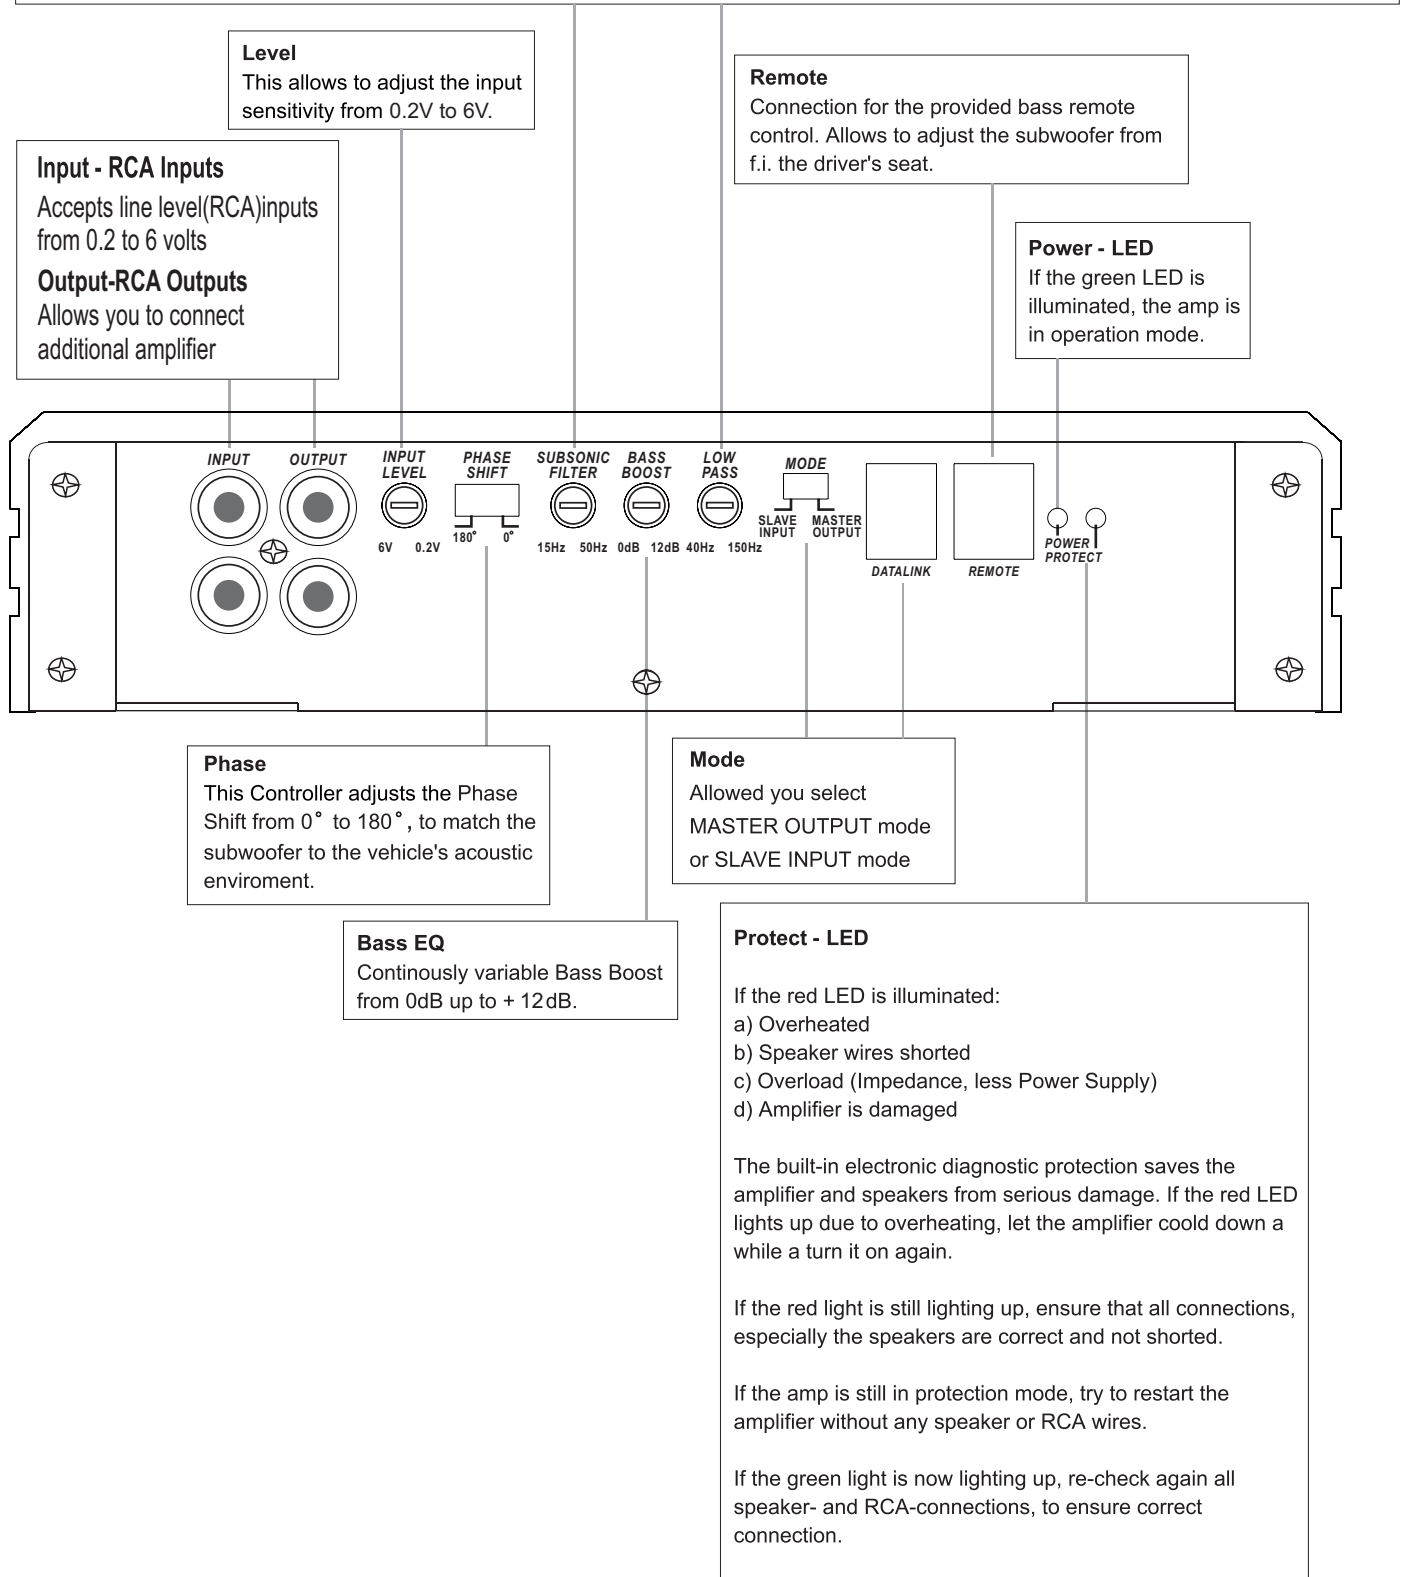 Level
This allows to adjust the input
sensitivity from 0.2V to 6V.
Remote
Connection for the provided bass remote
control. Allows to adjust the subwoofer from
f.i. the driver's seat.
Input - RCA Inputs
Accepts line level(RCA)inputs
from 0.2 to 6 volts
Output-RCA Outputs
Allows you to connect
additional amplifier
Power - LED
If the green LED is
illuminated, the amp is
in operation mode.
INPUT
OUTPUT
INPUT
LEVEL
6V 0.2V
PHASE
SHIFT
180° 0°
SUBSONIC
FILTER
15Hz 50Hz
BASS
BOOST
0dB 12dB
LOW
PASS
40Hz 150Hz
MODE
SLAVE
INPUT
MASTER
OUTPUT
DATALINK
REMOTE
POWER
PROTECT
Phase
This Controller adjusts the Phase
Shift from 0° to 180°, to match the
subwoofer to the vehicle's acoustic
enviroment.
Mode
Allowed you select
MASTER OUTPUT mode
or SLAVE INPUT mode
Bass EQ
Continously variable Bass Boost
from 0dB up to + 12dB.
Protect - LED
If the red LED is illuminated:
a) Overheated
b) Speaker wires shorted
c) Overload (Impedance, less Power Supply)
d) Amplifier is damaged
The built-in electronic diagnostic protection saves the
amplifier and speakers from serious damage. If the red LED
lights up due to overheating, let the amplifier coold down a
while a turn it on again.
If the red light is still lighting up, ensure that all connections,
especially the speakers are correct and not shorted.
If the amp is still in protection mode, try to restart the
amplifier without any speaker or RCA wires.
If the green light is now lighting up, re-check again all
speaker- and RCA-connections, to ensure correct
connection.